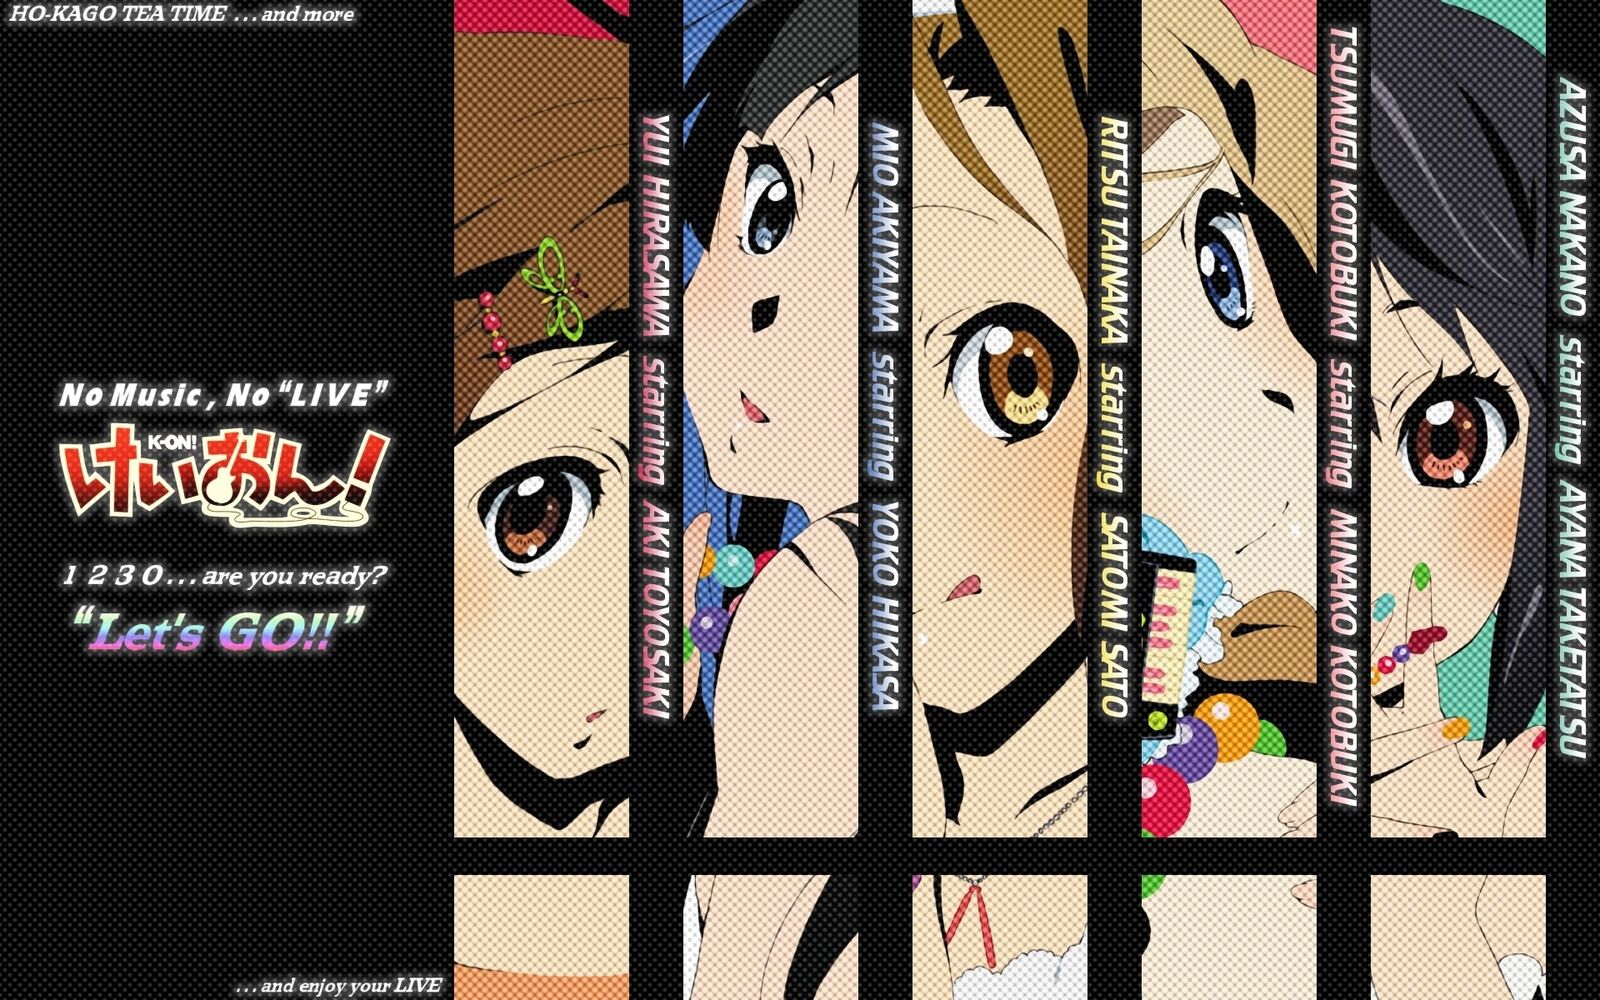 HO-KAGO TEA TIME ...and more
No Music, No "LIVE"
K-ON!
けいおん!
1 2 3 0 ... are you ready?
"Let's GO!!"
...and enjoy your LIVE
YUI HIRASAWA starring AKI TOYOSAKI
MIO AKIYAMA starring YOKO HIKASA
RITSU TAINAKA starring SATOMI SATO
TSUMUGI KOTOBUKI starring MINAKO KOTOBUKI
AZUSA NAKANO starring AYANA TAKETATSU